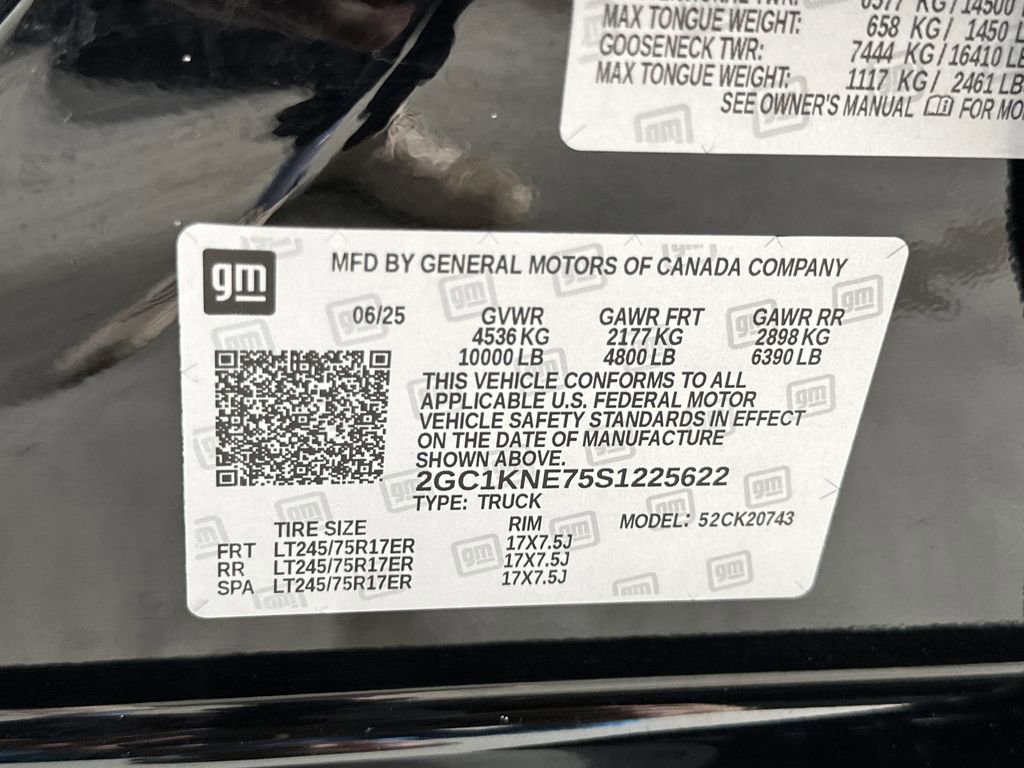 KG/14500
MAX TONGUE WEIGHT: 658 KG/ 1450
GOOSENECK TWR: 7444 KG/16410 LB
MAX TONGUE WEIGHT: 1117 KG/ 2461 LBS
SEE OWNER'S MANUAL FOR
gm
MFD BY GENERAL MOTORS OF CANADA COMPANY
06/25 GVWR GAWR FRT GAWR RR
4536 KG 2177 KG 2898 KG
10000 LB 4800 LB 6390 LB
THIS VEHICLE CONFORMS TO ALL
APPLICABLE U.S. FEDERAL MOTOR
VEHICLE SAFETY STANDARDS IN EFFECT
ON THE DATE OF MANUFACTURE
SHOWN ABOVE.
2GC1KNE75S1225622
TYPE: TRUCK
TIRE SIZE RIM MODEL: 52CK20743
FRT LT245/75R17ER 17X7.5J
RR LT245/75R17ER 17X7.5J
SPA LT245/75R17ER 17X7.5J